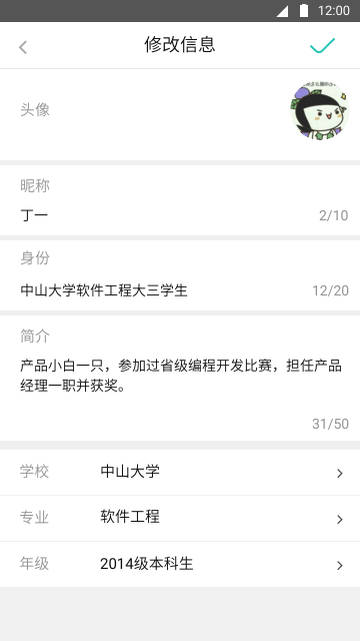 12:00
修改信息
头像
昵称
丁一
2/10
身份
中山大学软件工程大三学生
12/20
简介
产品小白一只，参加过省级编程开发比赛，担任产品
经理一职并获奖。
31/50
学校 中山大学
专业 软件工程
年级 2014级本科生